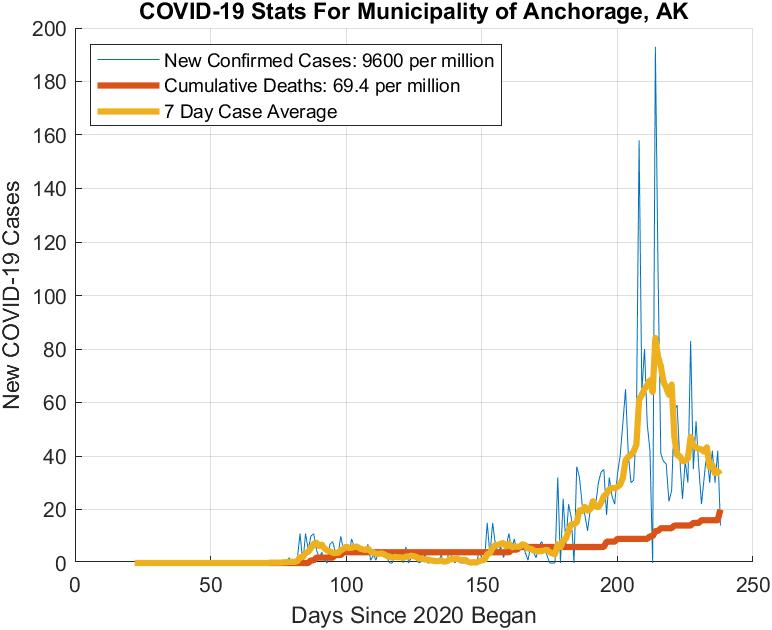 COVID-19 Stats For Municipality of Anchorage, AK
New Confirmed Cases: 9600 per million
Cumulative Deaths: 69.4 per million
7 Day Case Average
New COVID-19 Cases
200
180
160
140
120
100
80
60
40
20
0
0 50 100 150 200 250
Days Since 2020 Began